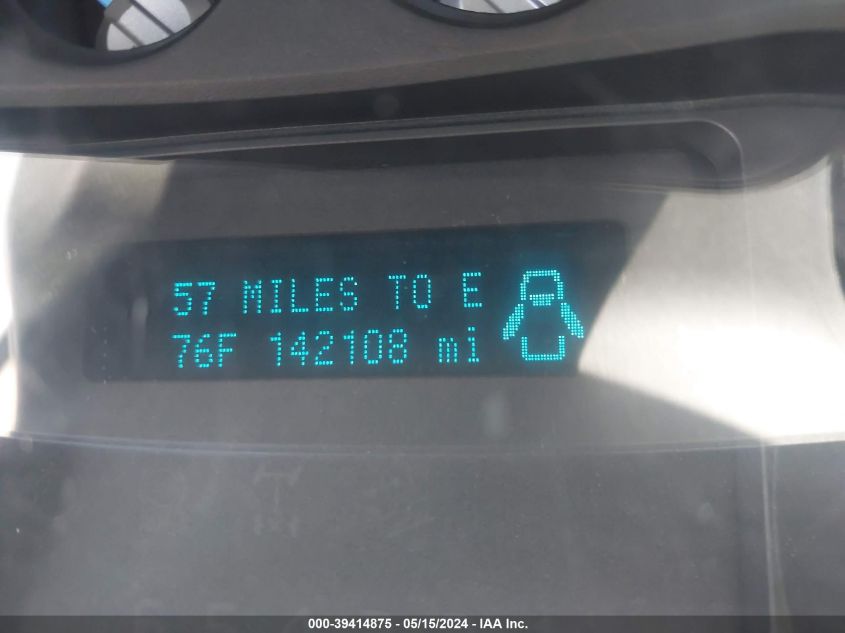 57 MILES TO E
76F 142108 mi
000-39414875 - 05/15/2024 - IAA Inc.